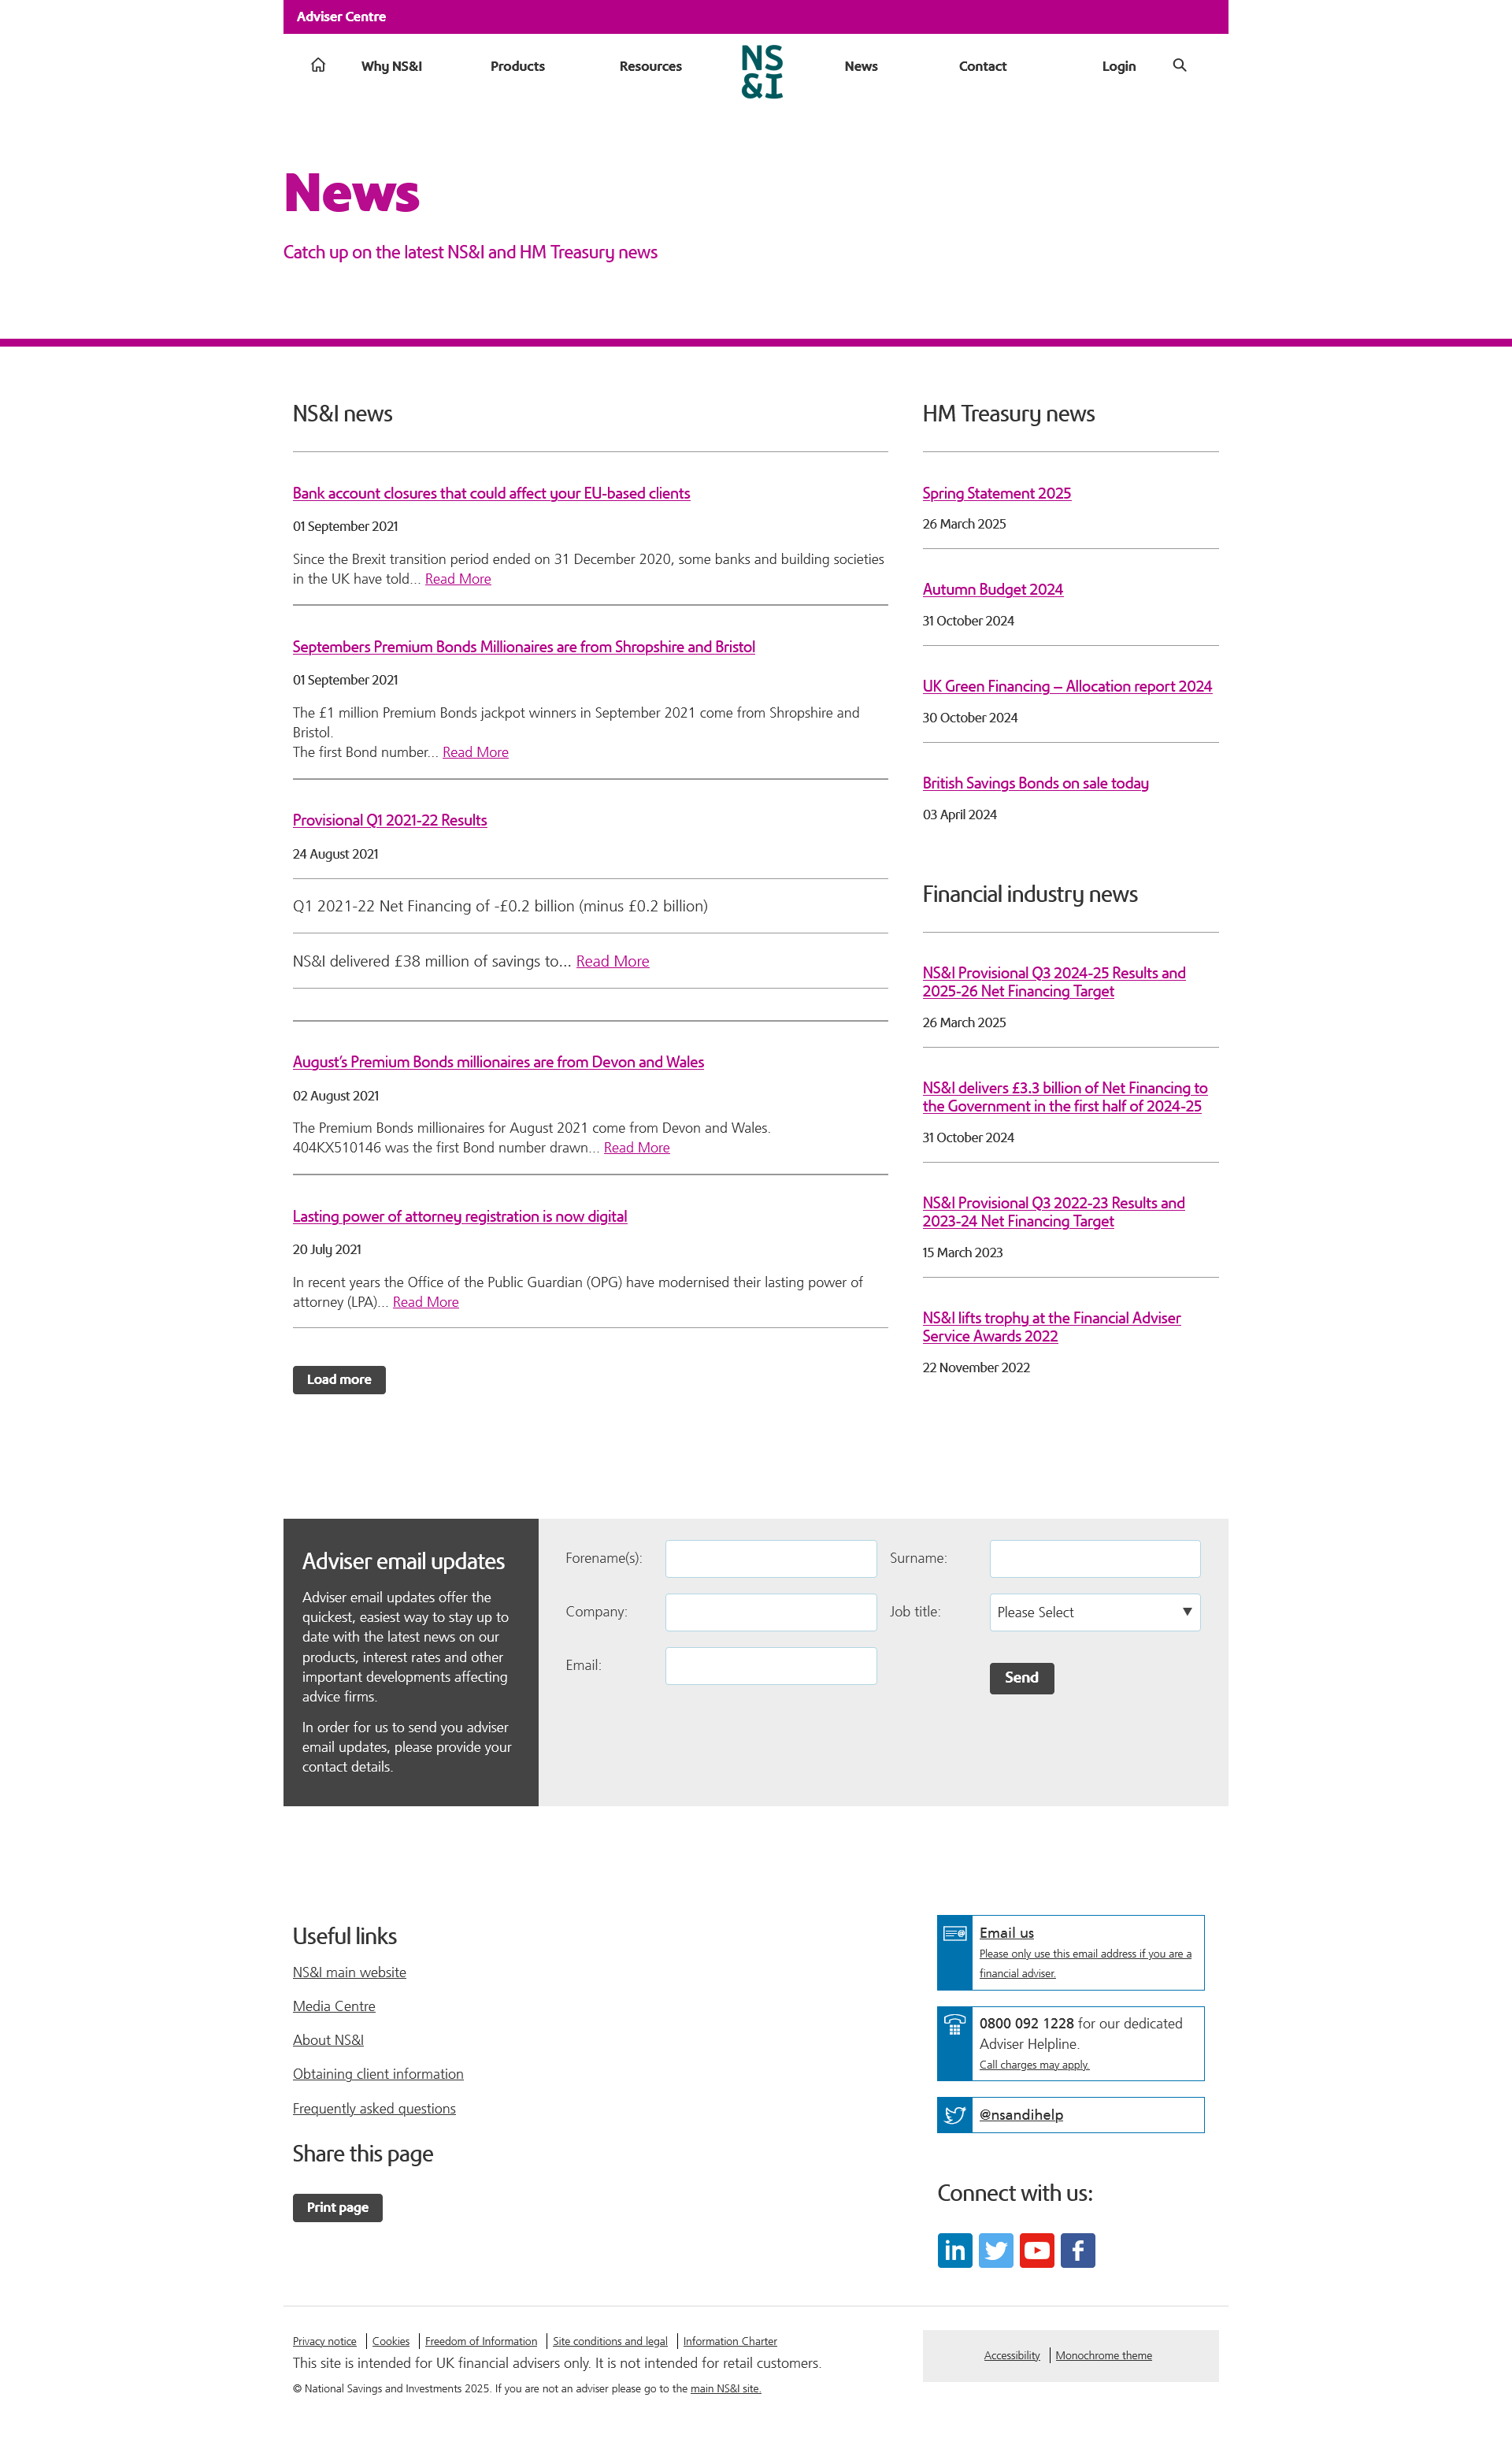 Adviser Centre
Why NS&I
Products
Resources
NS
&I
News
Contact
Login
News
Catch up on the latest NS&I and HM Treasury news
NS&I news
Bank account closures that could affect your EU-based clients
01 September 2021
Since the Brexit transition period ended on 31 December 2020, some banks and building societies
in the UK have told... Read More
Septembers Premium Bonds Millionaires are from Shropshire and Bristol
01 September 2021
The £1 million Premium Bonds jackpot winners in September 2021 come from Shropshire and
Bristol.
The first Bond number... Read More
Provisional Q1 2021-22 Results
24 August 2021
Q1 2021-22 Net Financing of -£0.2 billion (minus £0.2 billion)
NS&I delivered £38 million of savings to... Read More
August's Premium Bonds millionaires are from Devon and Wales
02 August 2021
The Premium Bonds millionaires for August 2021 come from Devon and Wales.
404KX510146 was the first Bond number drawn... Read More
Lasting power of attorney registration is now digital
20 July 2021
In recent years the Office of the Public Guardian (OPG) have modernised their lasting power of
attorney (LPA)... Read More
Load more
HM Treasury news
Spring Statement 2025
26 March 2025
Autumn Budget 2024
31 October 2024
UK Green Financing – Allocation report 2024
30 October 2024
British Savings Bonds on sale today
03 April 2024
Financial industry news
NS&I Provisional Q3 2024-25 Results and
2025-26 Net Financing Target
26 March 2025
NS&I delivers £3.3 billion of Net Financing to
the Government in the first half of 2024-25
31 October 2024
NS&I Provisional Q3 2022-23 Results and
2023-24 Net Financing Target
15 March 2023
NS&I lifts trophy at the Financial Adviser
Service Awards 2022
22 November 2022
Adviser email updates
Adviser email updates offer the
quickest, easiest way to stay up to
date with the latest news on our
products, interest rates and other
important developments affecting
advice firms.
In order for us to send you adviser
email updates, please provide your
contact details.
Forename(s):
Surname:
Company:
Job title:
Please Select
Email:
Send
Useful links
NS&I main website
Media Centre
About NS&I
Obtaining client information
Frequently asked questions
Share this page
Print page
Email us
Please only use this email address if you are a
financial adviser.
0800 092 1228 for our dedicated
Adviser Helpline.
Call charges may apply.
@nsandihelp
Connect with us:
Privacy notice
Cookies
Freedom of Information
Site conditions and legal
Information Charter
This site is intended for UK financial advisers only. It is not intended for retail customers.
© National Savings and Investments 2025. If you are not an adviser please go to the main NS&I site.
Accessibility
Monochrome theme